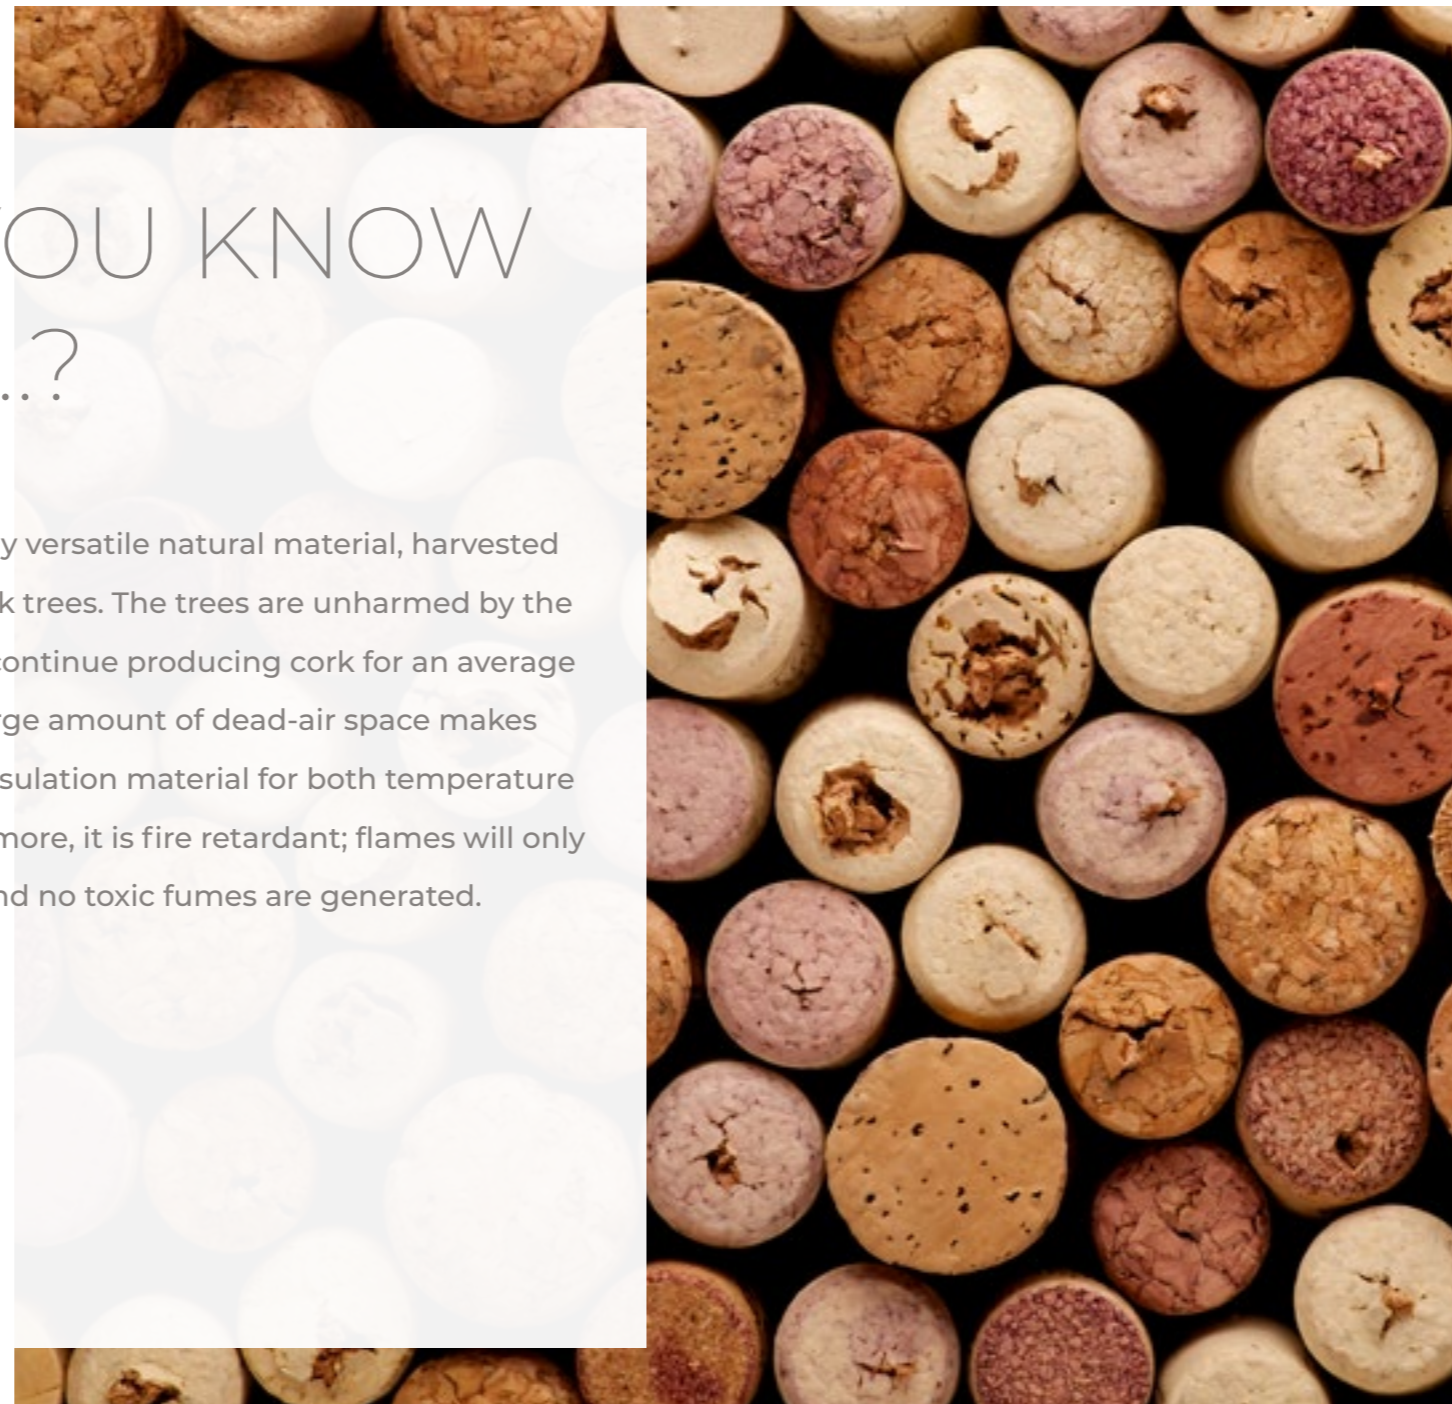 OU KNOW
...?
y versatile natural material, harvested
k trees. The trees are unharmed by the
continue producing cork for an average
rge amount of dead-air space makes
sulation material for both temperature
more, it is fire retardant; flames will only
nd no toxic fumes are generated.